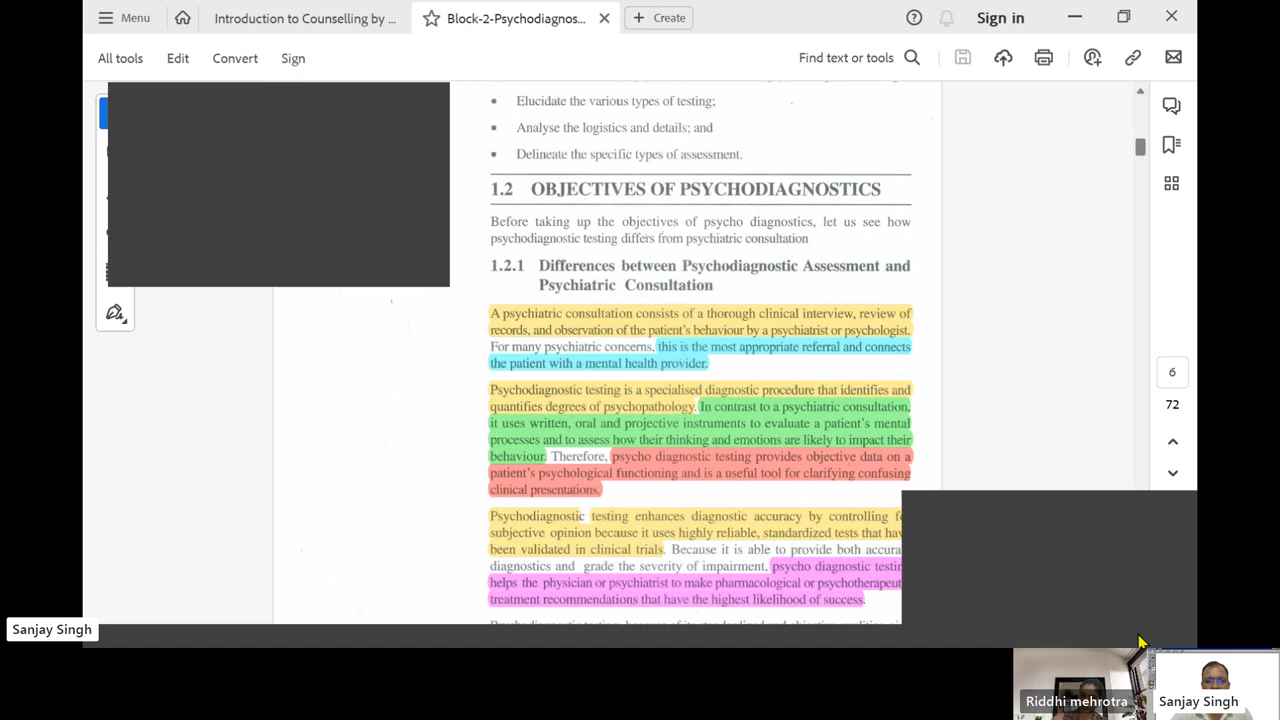 Menu
Introduction to Counselling by ...
Block-2-Psychodiagnos...
Create
Sign in
All tools
Edit
Convert
Sign
Find text or tools
• Elucidate the various types of testing;
• Analyse the logistics and details; and
• Delineate the specific types of assessment.
1.2 OBJECTIVES OF PSYCHODIAGNOSTICS
Before taking up the objectives of psycho diagnostics, let us see how
psychodiagnostic testing differs from psychiatric consultation
1.2.1 Differences between Psychodiagnostic Assessment and
Psychiatric Consultation
A psychiatric consultation consists of a thorough clinical interview, review of
records, and observation of the patient's behaviour by a psychiatrist or psychologist.
For many psychiatric concerns, this is the most appropriate referral and connects
the patient with a mental health provider.
Psychodiagnostic testing is a specialised diagnostic procedure that identifies and
quantifies degrees of psychopathology. In contrast to a psychiatric consultation,
it uses written, oral and projective instruments to evaluate a patient's mental
processes and to assess how their thinking and emotions are likely to impact their
behaviour. Therefore, psycho diagnostic testing provides objective data on a
patient's psychological functioning and is a useful tool for clarifying confusing
clinical presentations.
Psychodiagnostic testing enhances diagnostic accuracy by controlling
subjective opinion because it uses highly reliable, standardized tests that
been validated in clinical trials. Because it is able to provide both
diagnostics and grade the severity of impairment, psycho diagnostic
helps the physician or psychiatrist to make pharmacological or
treatment recommendations that have the highest likelihood of success.
6
72
Sanjay Singh
Riddhi mehrotra
Sanjay Singh